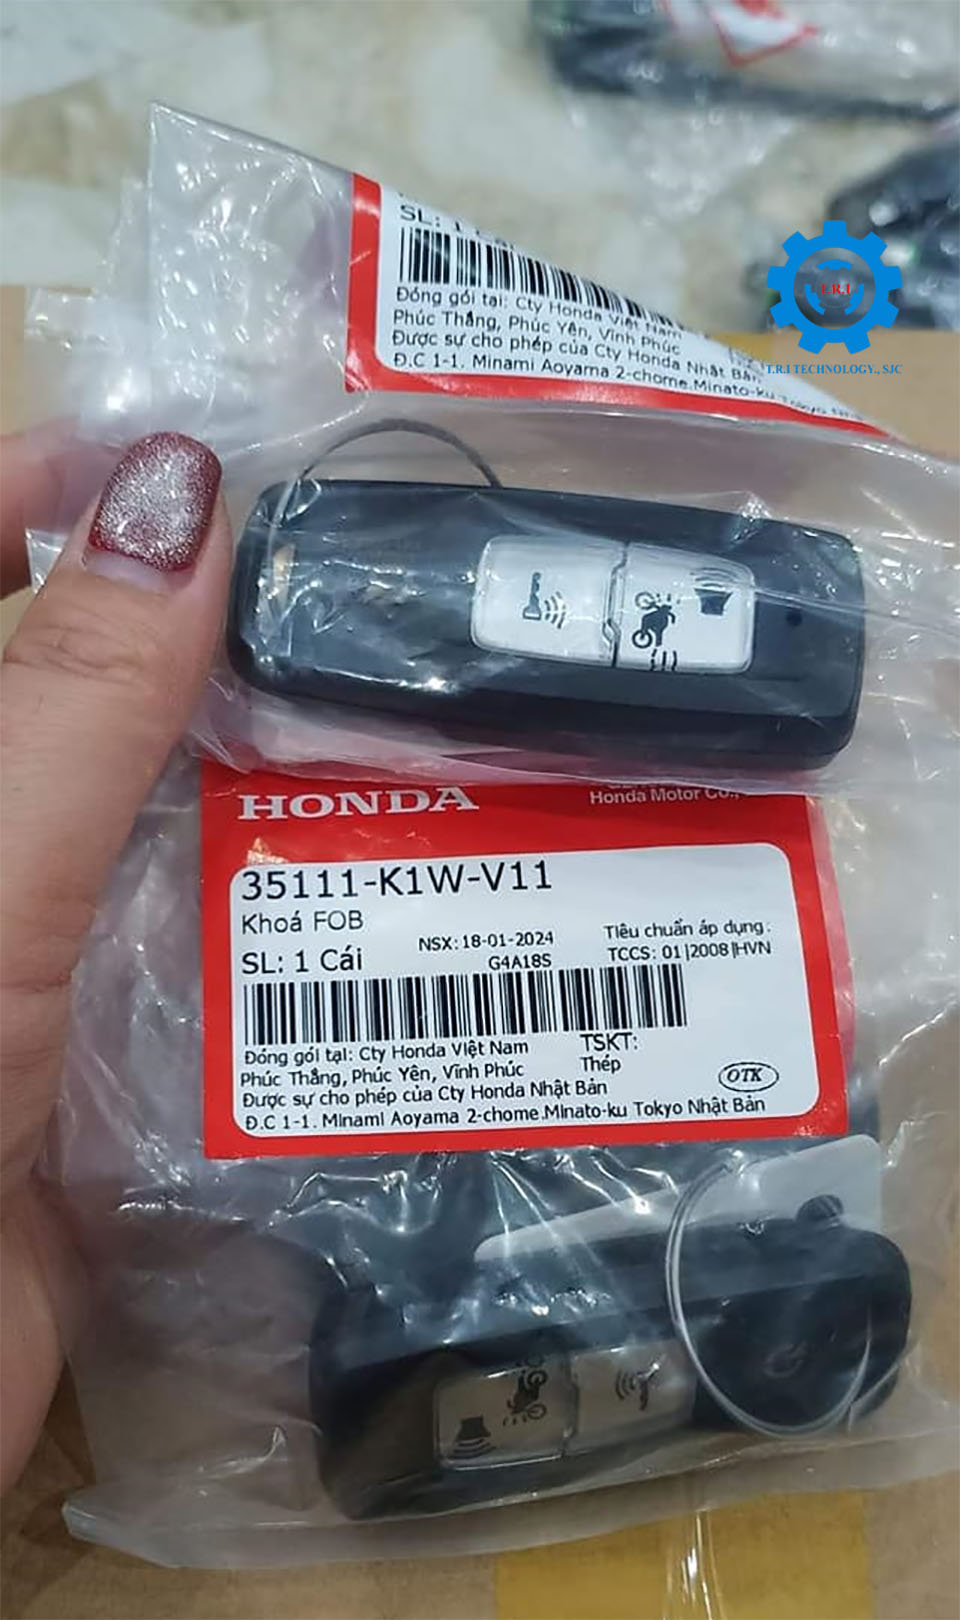 SL: 1 Cái
Đóng gói tại: Cty Honda Việt Nam
Phúc Thắng, Phúc Yên, Vĩnh Phúc
Được sự cho phép của Cty Honda Nhật Bản
Đ.C 1-1. Minami Aoyama 2-chome.Minato-ku Tokyo
T.R.I
T.R.I TECHNOLOGY., SJC
HONDA
Honda Motor Co.,
35111-K1W-V11
Khoá FOB
SL: 1 Cái
NSX: 18-01-2024
G4A18S
Tiêu chuẩn áp dụng:
TCCS: 01|2008|HVN
Đóng gói tại: Cty Honda Việt Nam
Phúc Thắng, Phúc Yên, Vĩnh Phúc
TSKT:
Thép
Được sự cho phép của Cty Honda Nhật Bản
Đ.C 1-1. Minami Aoyama 2-chome.Minato-ku Tokyo Nhật Bản
OTK